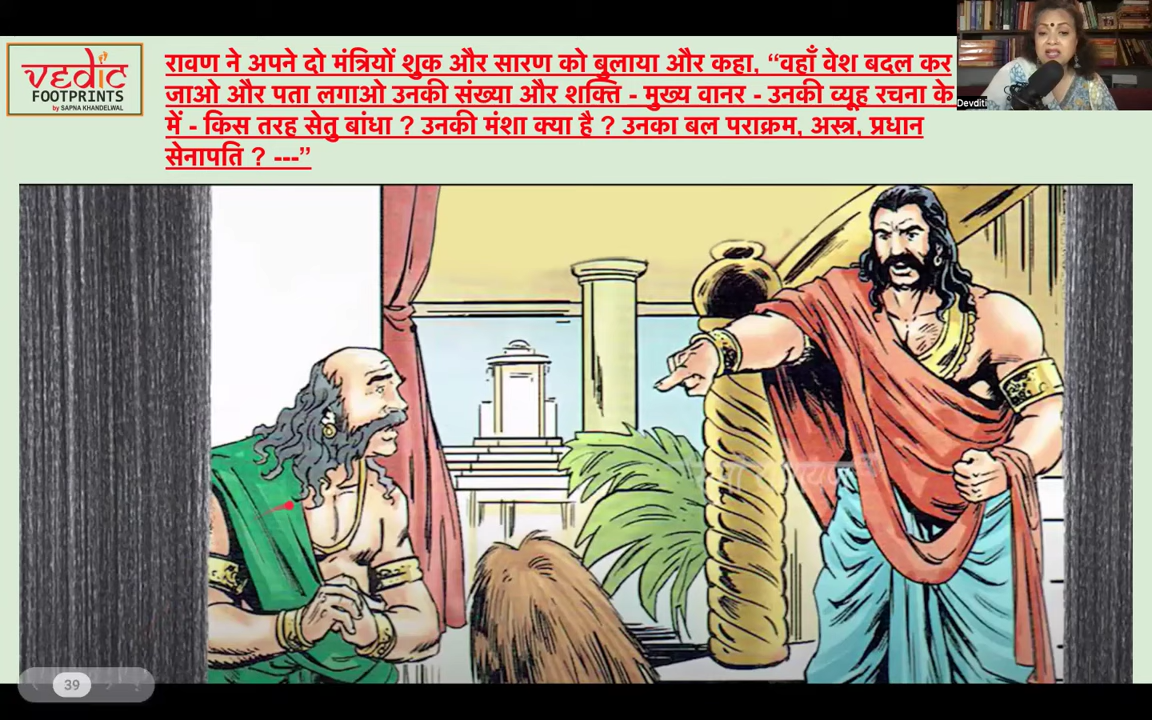 vedic
FOOTPRINTS
by SAPNA KHANDELWAL
रावण ने अपने दो मंत्रियों शुक और सारण को बुलाया और कहा, “वहाँ वेश बदल कर
जाओ और पता लगाओ उनकी संख्या और शक्ति - मुख्य वानर - उनकी व्यूह रचना के
में - किस तरह सेतु बांधा ? उनकी मंशा क्या है ? उनका बल पराक्रम, अस्त्र, प्रधान
सेनापति ? ---”
Devditi
39